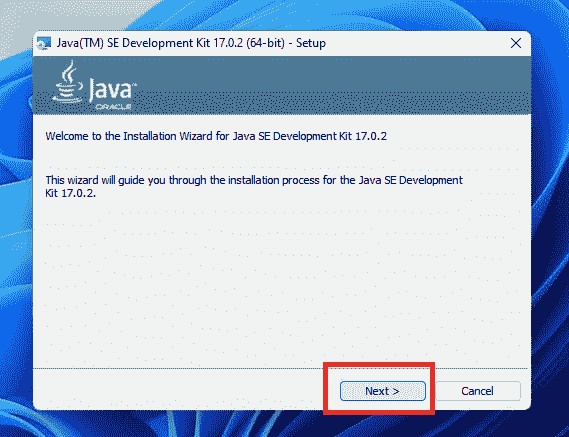 Java(TM) SE Development Kit 17.0.2 (64-bit) - Setup
Java™
ORACLE
Welcome to the Installation Wizard for Java SE Development Kit 17.0.2
This wizard will guide you through the installation process for the Java SE Development
Kit 17.0.2.
Next >
Cancel